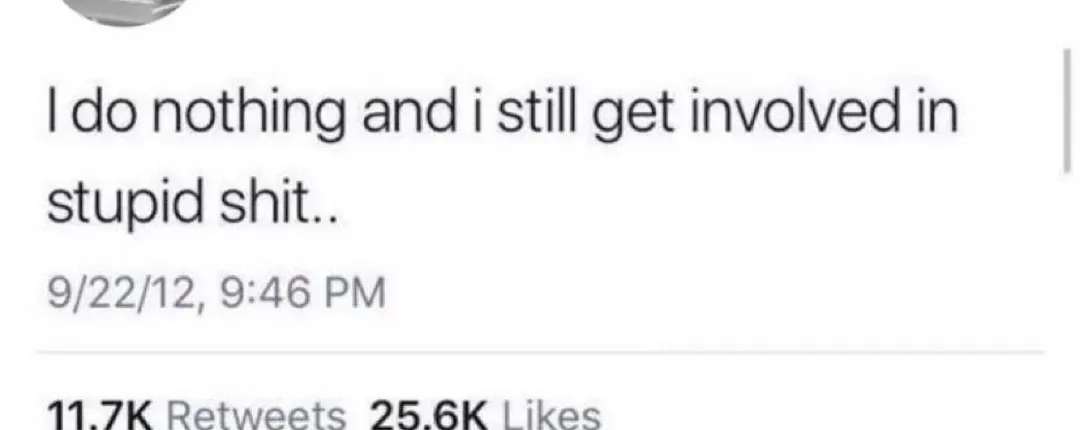 I do nothing and i still get involved in
stupid shit..
9/22/12, 9:46 PM
11.7K Retweets 25.6K Likes